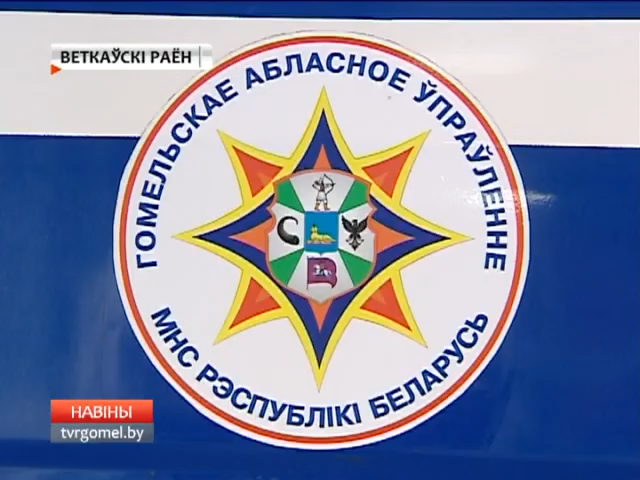 ВЕТКАЎСКІ РАЁН
ГОМЕЛЬСКАЕ АБЛАСНОЕ ЎПРАЎЛЕННЕ
МНС РЭСПУБЛІКІ БЕЛАРУСЬ
НАВІНЫ
tvrgomel.by